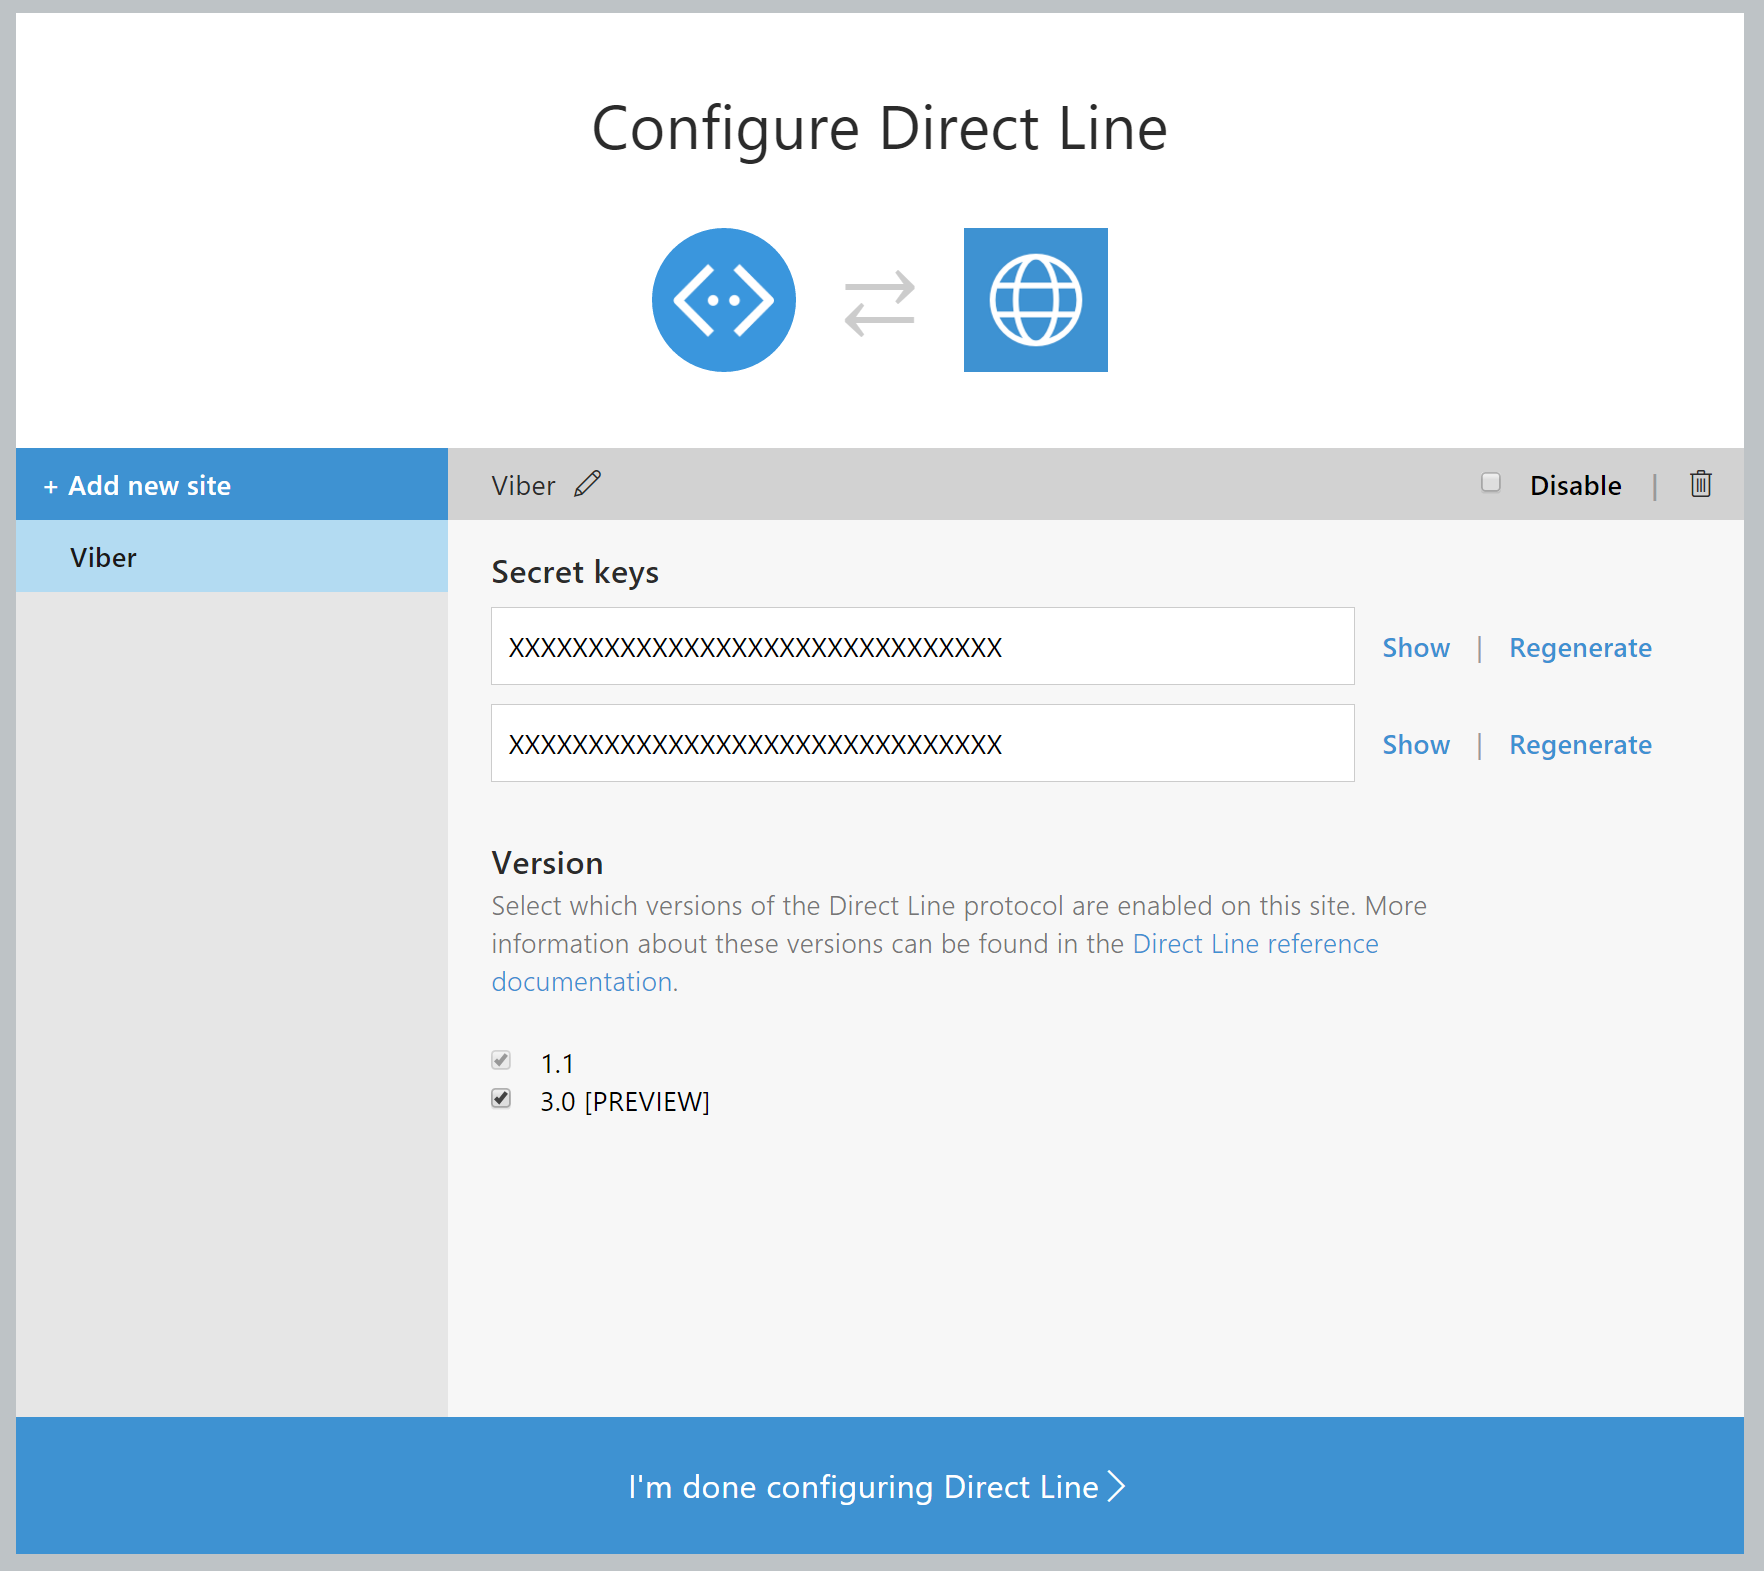 Configure Direct Line
+ Add new site
Viber
Disable |
Viber
Secret keys
XXXXXXXXXXXXXXXXXXXXXXXXXXXXXXX
Show | Regenerate
XXXXXXXXXXXXXXXXXXXXXXXXXXXXXXX
Show | Regenerate
Version
Select which versions of the Direct Line protocol are enabled on this site. More
information about these versions can be found in the Direct Line reference
documentation.
1.1
3.0 [PREVIEW]
I'm done configuring Direct Line